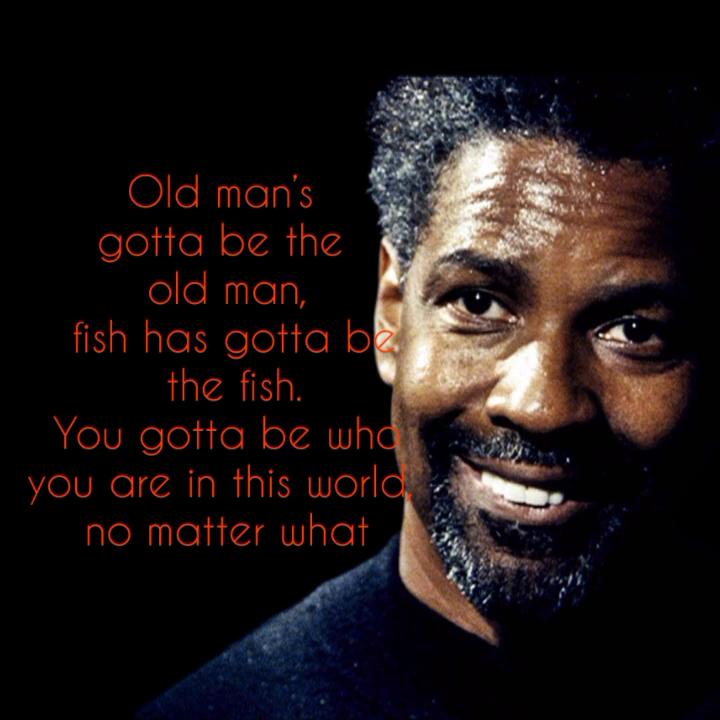 Old man's
gotta be the
old man,
fish has gotta be
the fish.
You gotta be who
you are in this world,
no matter what